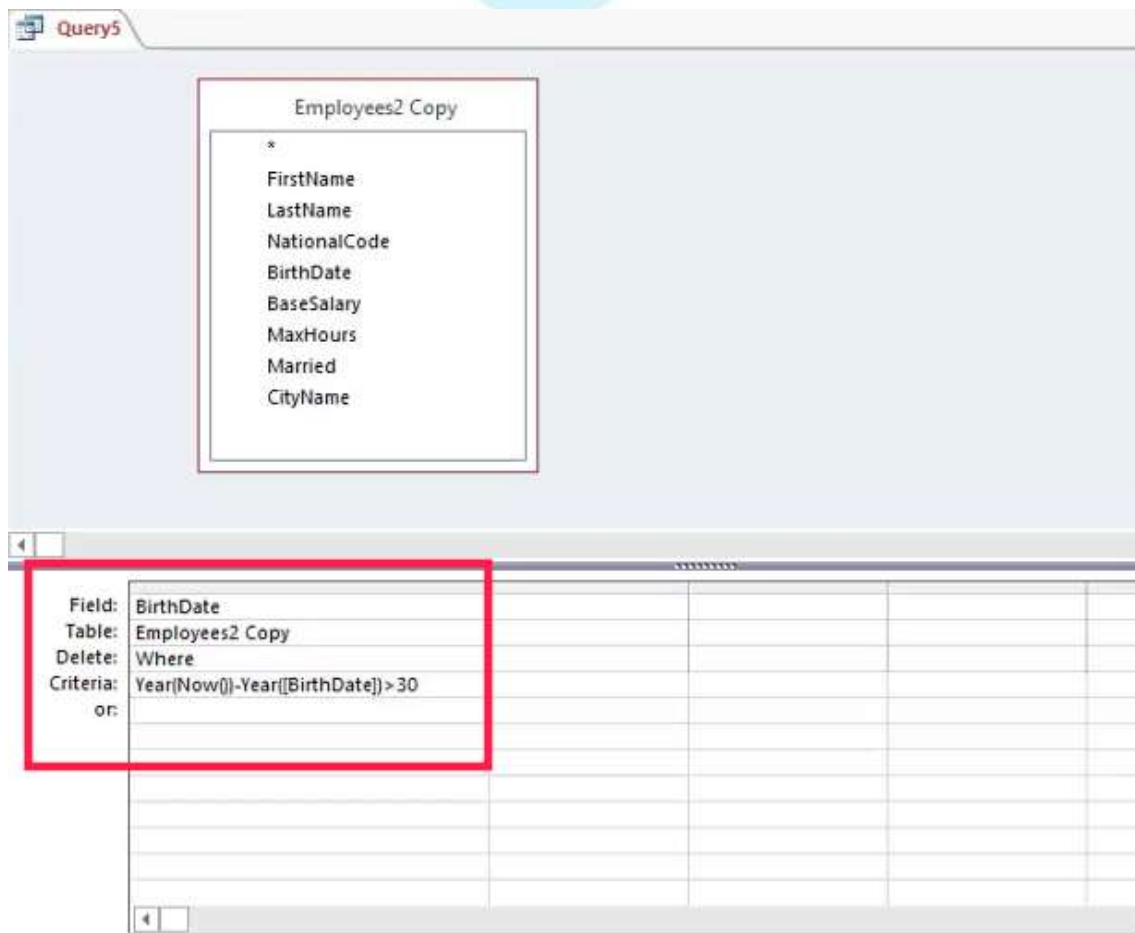 Query5
Employees2 Copy
*
FirstName
LastName
NationalCode
BirthDate
BaseSalary
MaxHours
Married
CityName
Field: BirthDate
Table: Employees2 Copy
Delete: Where
Criteria: Year(Now())-Year([BirthDate])>30
or: